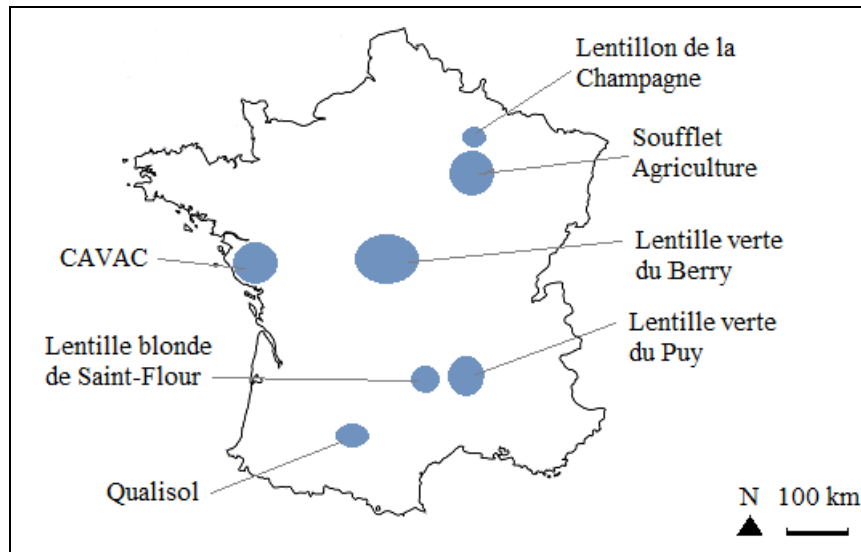 Lentillon de la
Champagne
Soufflet
Agriculture
CAVAC
Lentille verte
du Berry
Lentille verte
du Puy
Lentille blonde
de Saint-Flour
Qualisol
N 100 km